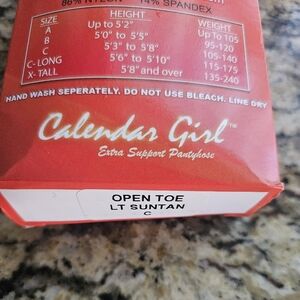 86% NYLON 14% SPANDEX
SIZE HEIGHT WEIGHT
A Up to 5'2" Up to 105
B 5'0" to 5'5" 95-120
C 5'3" to 5'8" 105-140
C-LONG 5'6" to 5'10" 115-175
X-TALL 5'8" and over 135-240
HAND WASH SEPERATELY. DO NOT USE BLEACH. LINE DRY
Calendar Girl™
Extra Support Pantyhose
OPEN TOE
LT SUNTAN
C